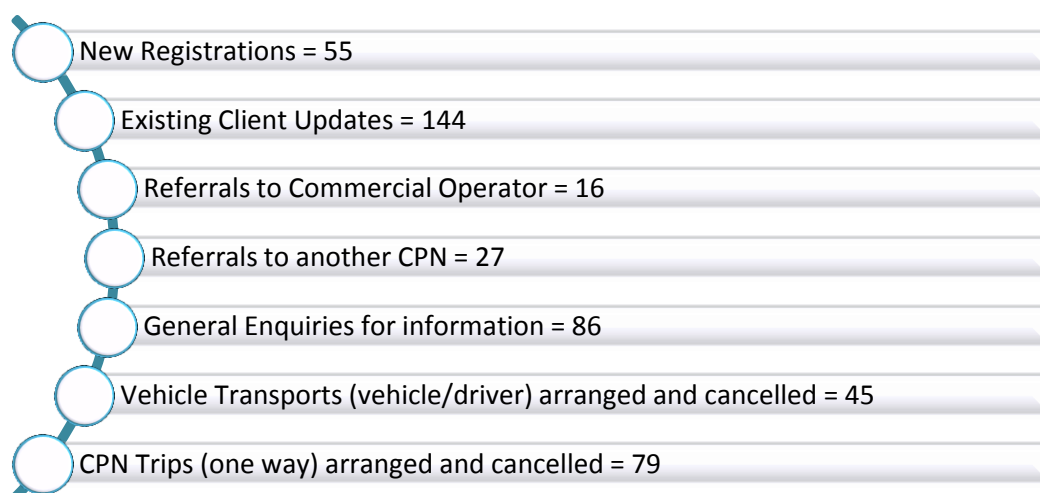 New Registrations = 55
Existing Client Updates = 144
Referrals to Commercial Operator = 16
Referrals to another CPN = 27
General Enquiries for information = 86
Vehicle Transports (vehicle/driver) arranged and cancelled = 45
CPN Trips (one way) arranged and cancelled = 79